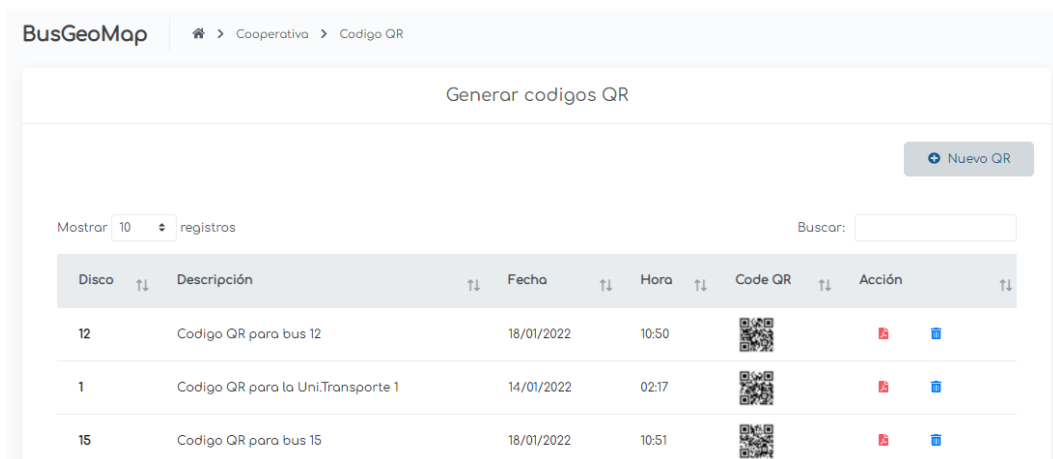 BusGeoMap Cooperativa Codigo QR
Generar codigos QR
Nuevo QR
Mostrar 10 registros Buscar:
Disco Descripción Fecha Hora Code QR Acción
12 Codigo QR para bus 12 18/01/2022 10:50
1 Codigo QR para la Uni.Transporte 1 14/01/2022 02:17
15 Codigo QR para bus 15 18/01/2022 10:51